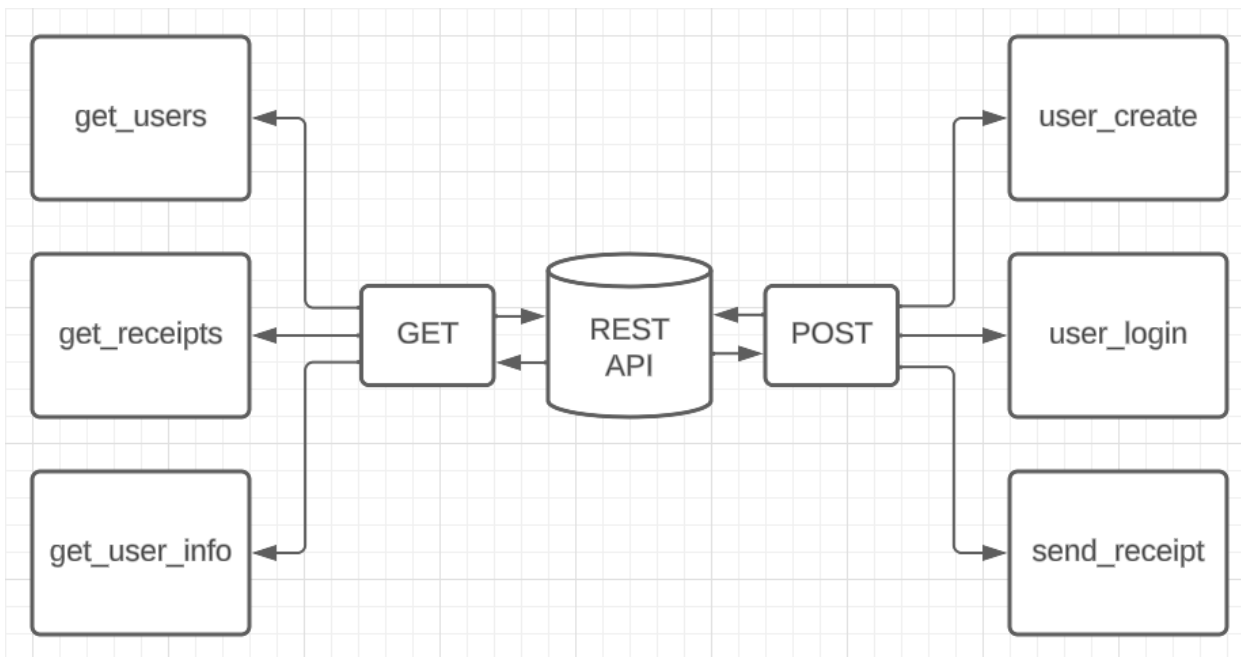 get_users
user_create
get_receipts
GET
REST
API
POST
user_login
get_user_info
send_receipt